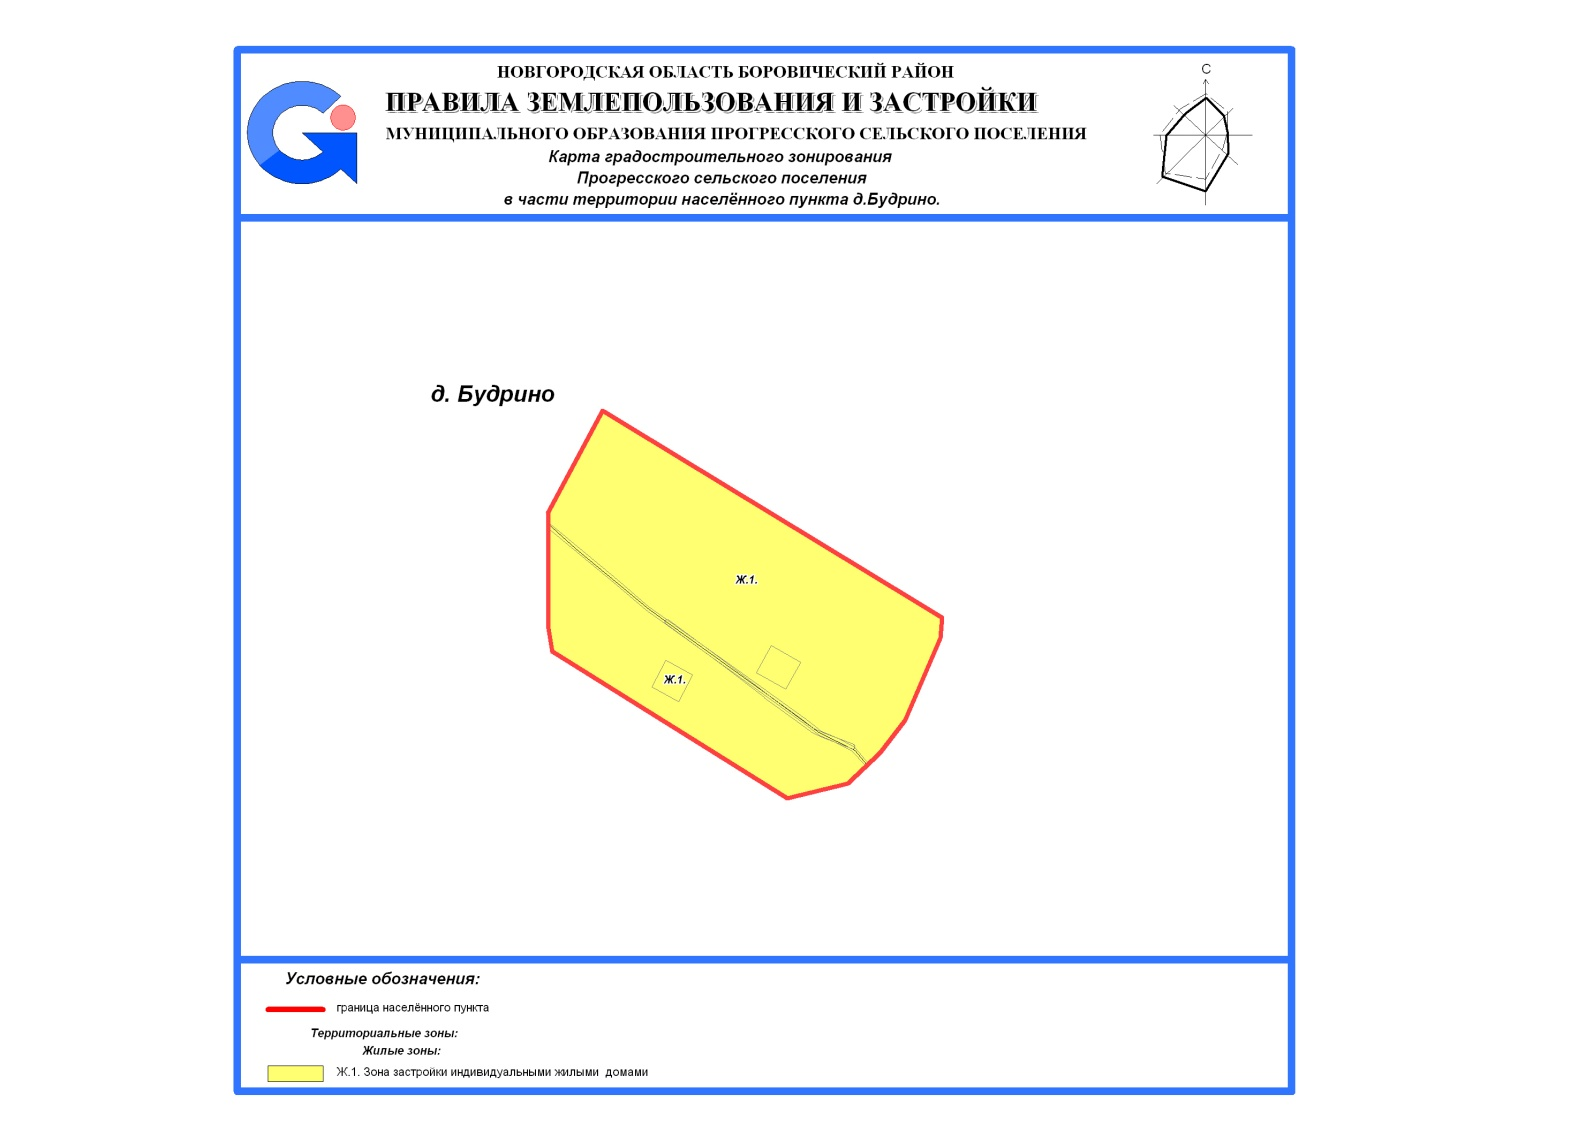 НОВГОРОДСКАЯ ОБЛАСТЬ БОРОВИЧЕСКИЙ РАЙОН
ПРАВИЛА ЗЕМЛЕПОЛЬЗОВАНИЯ И ЗАСТРОЙКИ
МУНИЦИПАЛЬНОГО ОБРАЗОВАНИЯ ПРОГРЕССКОГО СЕЛЬСКОГО ПОСЕЛЕНИЯ
Карта градостроительного зонирования
Прогресского сельского поселения
в части территории населённого пункта д.Будрино.
С
д. Будрино
Ж.1.
Ж.1.
Условные обозначения:
граница населённого пункта
Территориальные зоны:
Жилые зоны:
Ж.1. Зона застройки индивидуальными жилыми домами